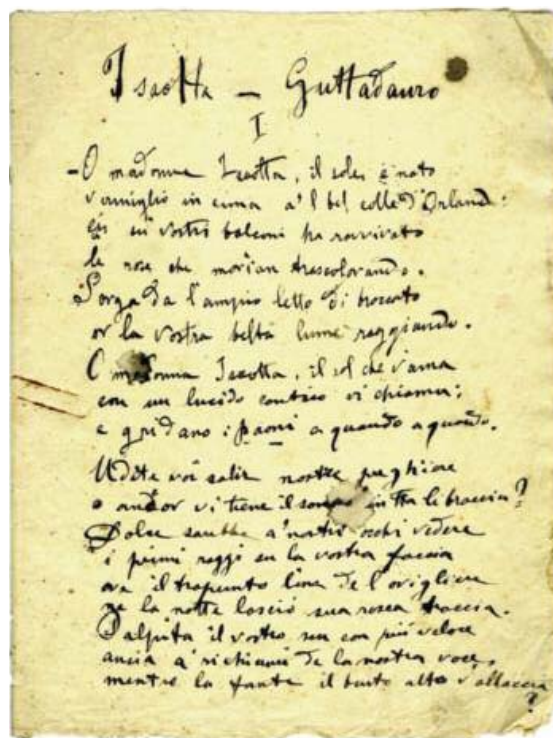 Isaotta - Guttadauro
I
- O madonna Isaotta, il sole è nato
vermiglio in cima a 'l bel colle d'Orlando:
su' vostri balconi ha ravvivato
le rose che morian trascolorando.
Sorga da l'ampio letto di broccato
or la vostra beltà lume raggiando.
O madonna Isaotta, il sol che v'ama
con un lucido cantico vi chiama;
e gridano i paoni a quando a quando.
Udite voi salir nostre preghiere
o ancor vi tiene il sonno in tra le braccia?
Dolce sarebbe a' nostri occhi vedere
i primi raggi su la vostra faccia
ove il trapunto lino de l'origliere
ne la notte lasciò sua rosea traccia.
Palpita il vostro sen con più veloce
ansia a' richiami de la nostra voce,
mentre la fante il busto alto v'allaccia
?